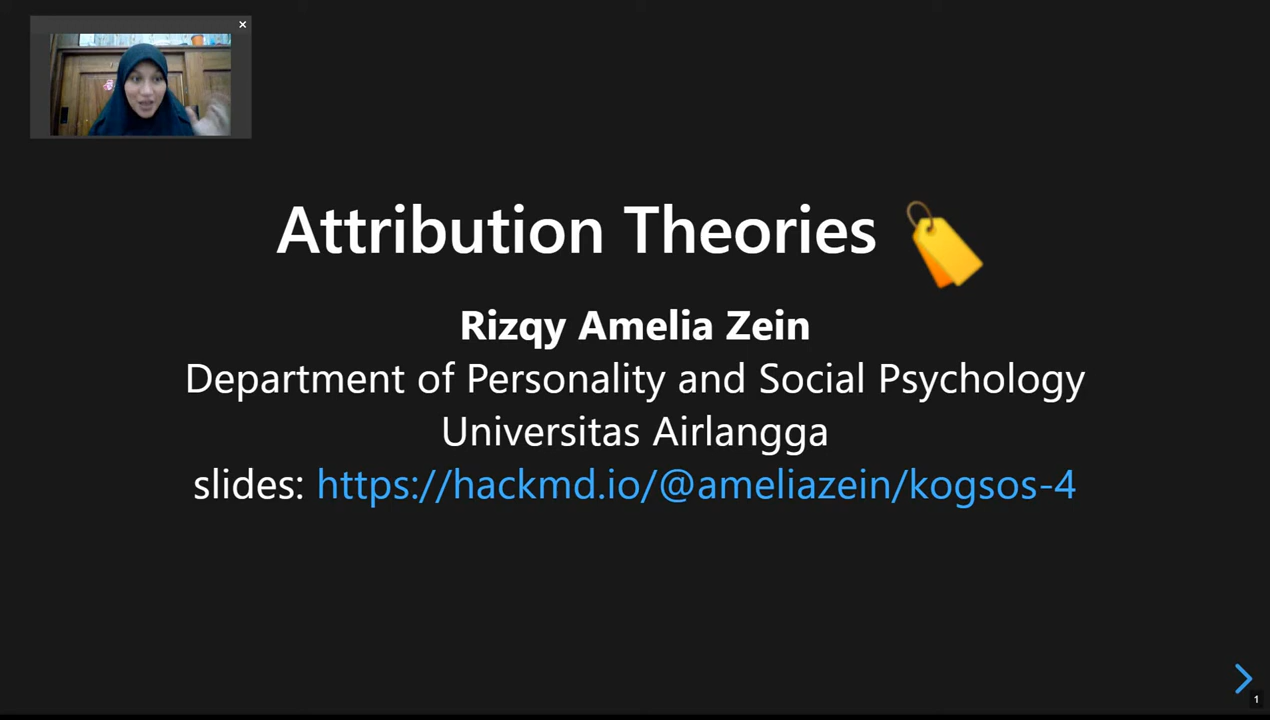 Attribution Theories
Rizqy Amelia Zein
Department of Personality and Social Psychology
Universitas Airlangga
slides: https://hackmd.io/@ameliazein/kogsos-4
1